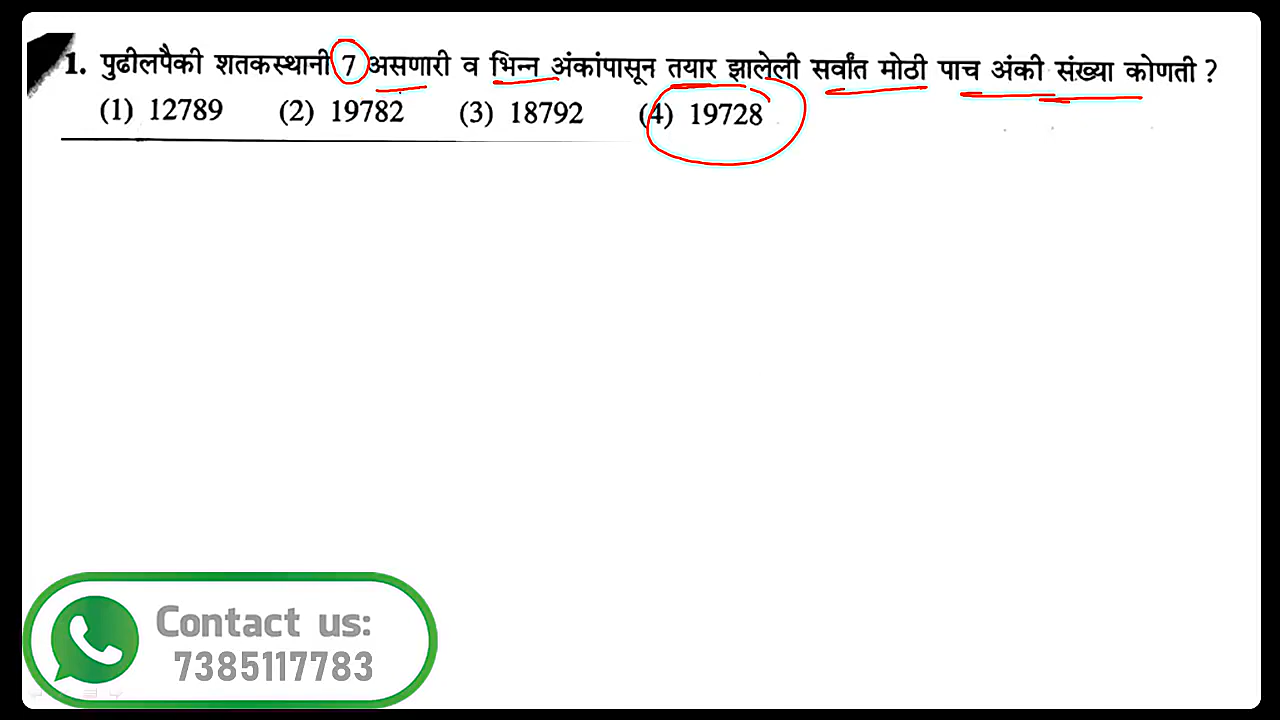 1. पुढीलपैकी शतकस्थानी 7 असणारी व भिन्न अंकांपासून तयार झालेली सर्वांत मोठी पाच अंकी संख्या कोणती ?
(1) 12789 (2) 19782 (3) 18792 (4) 19728
Contact us:
7385117783